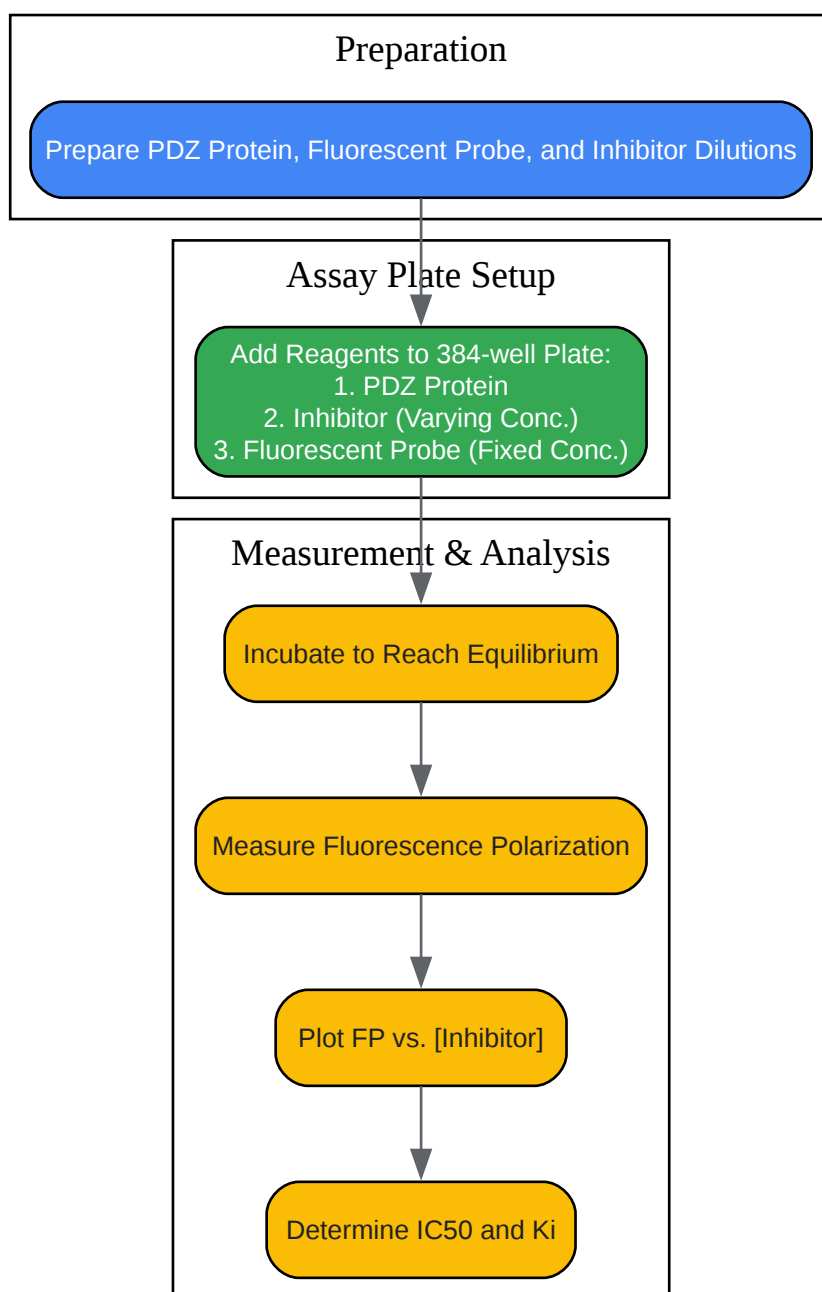 Preparation
Prepare PDZ Protein, Fluorescent Probe, and Inhibitor Dilutions
Assay Plate Setup
Add Reagents to 384-well Plate:
1. PDZ Protein
2. Inhibitor (Varying Conc.)
3. Fluorescent Probe (Fixed Conc.)
Measurement & Analysis
Incubate to Reach Equilibrium
Measure Fluorescence Polarization
Plot FP vs. [Inhibitor]
Determine IC50 and Ki